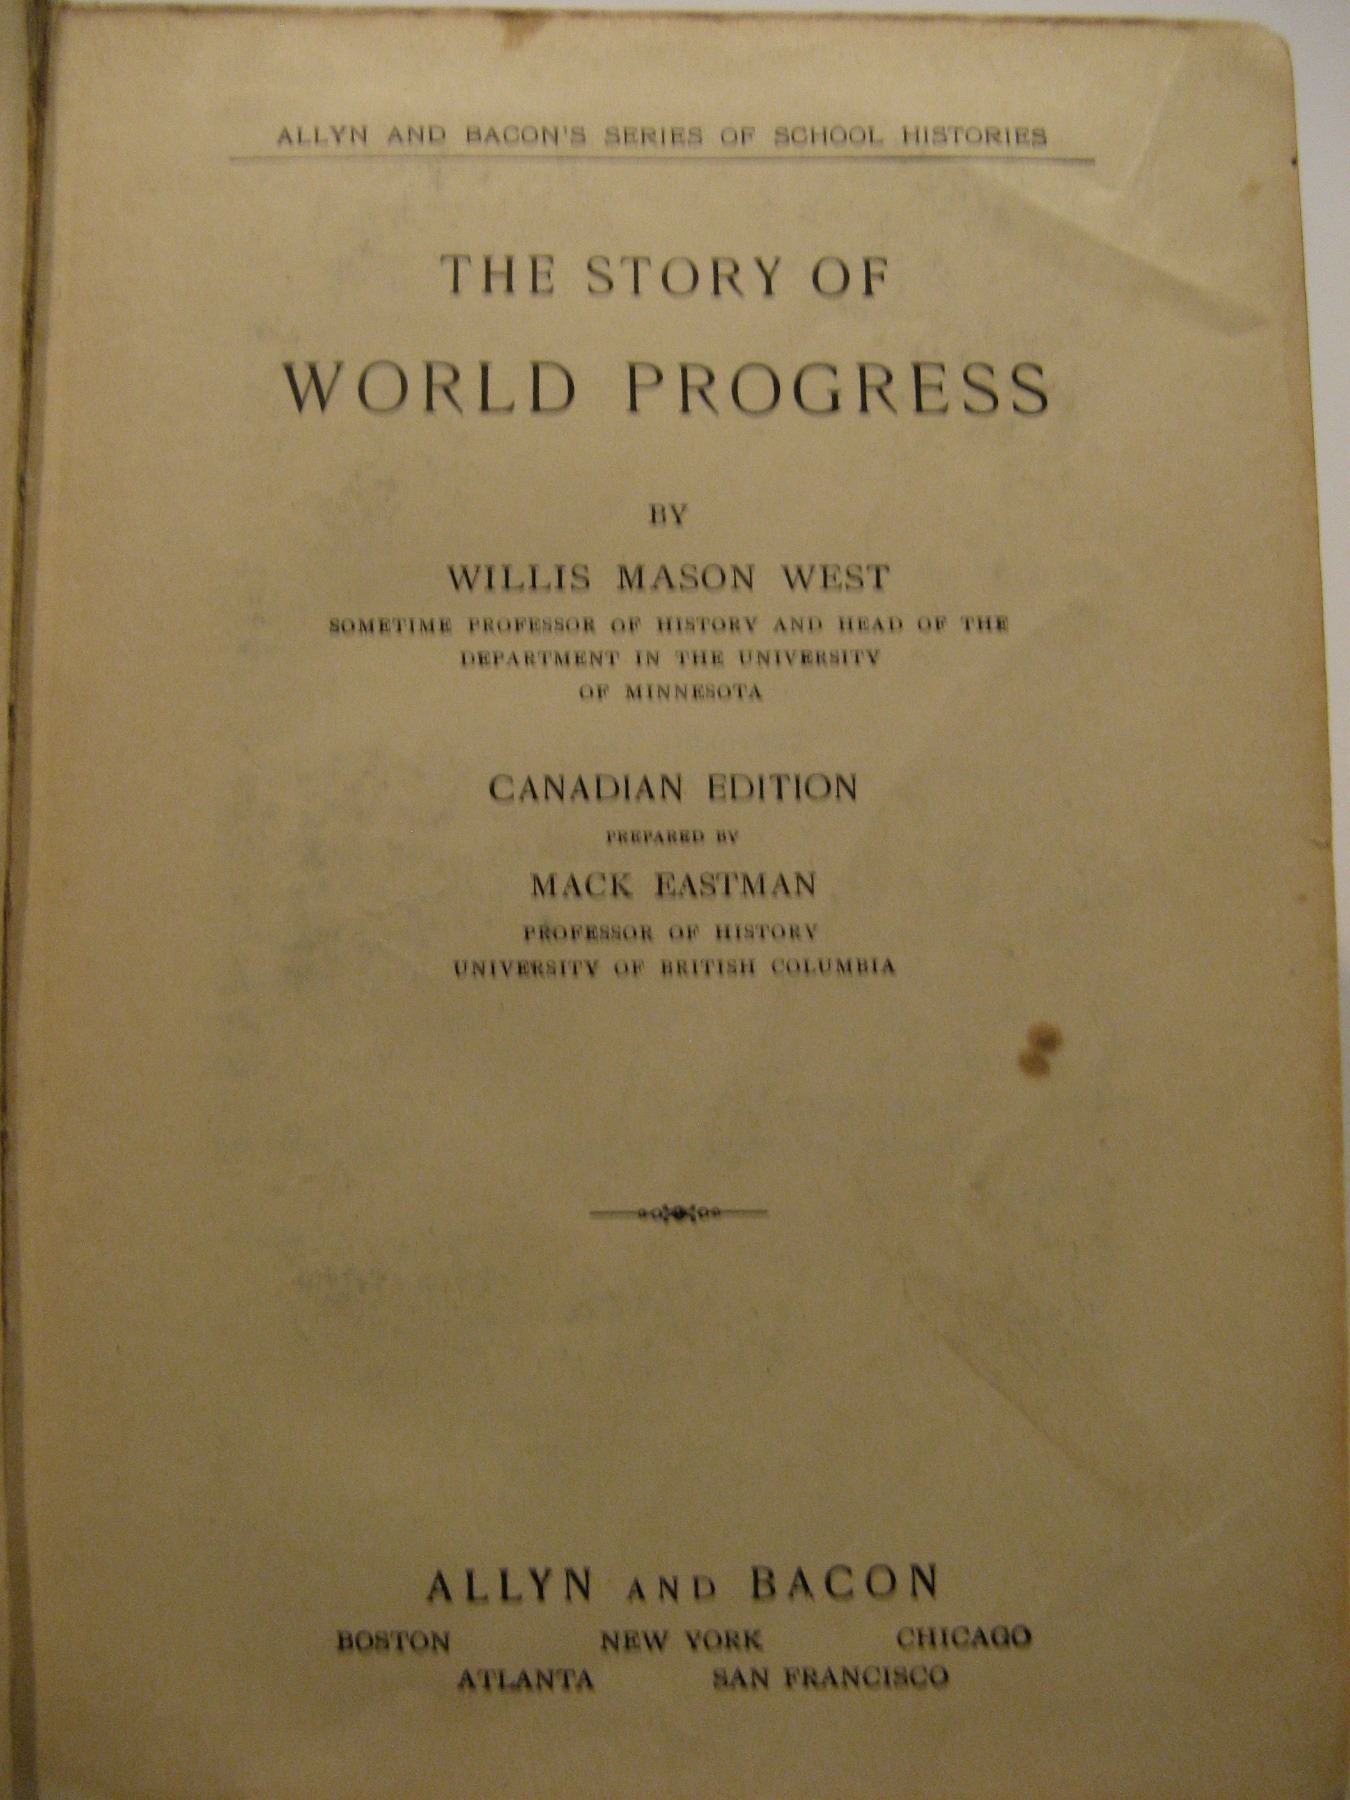 ALLYN AND BACON'S SERIES OF SCHOOL HISTORIES
THE STORY OF
WORLD PROGRESS
BY
WILLIS MASON WEST
SOMETIME PROFESSOR OF HISTORY AND HEAD OF THE
DEPARTMENT IN THE UNIVERSITY
OF MINNESOTA
CANADIAN EDITION
PREPARED BY
MACK EASTMAN
PROFESSOR OF HISTORY
UNIVERSITY OF BRITISH COLUMBIA
ALLYN AND BACON
BOSTON NEW YORK CHICAGO
ATLANTA SAN FRANCISCO